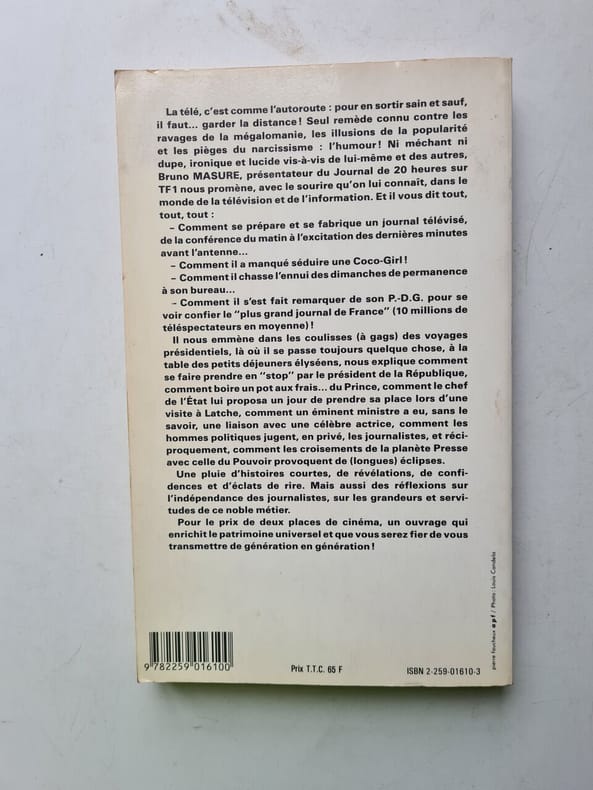 La télé, c'est comme l'autoroute : pour en sortir sain et sauf,
il faut... garder la distance! Seul remède connu contre les
ravages de la mégalomanie, les illusions de la popularité
et les pièges du narcissisme : l'humour! Ni méchant ni
dupe, ironique et lucide vis-à-vis de lui-même et des autres,
Bruno MASURE, présentateur du Journal de 20 heures sur
TF1 nous promène, avec le sourire qu'on lui connaît, dans le
monde de la télévision et de l'information. Et il vous dit tout,
tout, tout :
– Comment se prépare et se fabrique un journal télévisé,
de la conférence du matin à l'excitation des dernières minutes
avant l'antenne...
– Comment il a manqué séduire une Coco-Girl!
– Comment il chasse l'ennui des dimanches de permanence
à son bureau...
– Comment il s'est fait remarquer de son P.-D.G. pour se
voir confier le "plus grand journal de France" (10 millions de
téléspectateurs en moyenne)!
Il nous emmène dans les coulisses (à gags) des voyages
présidentiels, là où il se passe toujours quelque chose, à la
table des petits déjeuners élyséens, nous explique comment
se faire prendre en "stop" par le président de la République,
comment boire un pot aux frais... du Prince, comment le chef
de l'État lui proposa un jour de prendre sa place lors d'une
visite à Latche, comment un éminent ministre a eu, sans le
savoir, une liaison avec une célèbre actrice, comment les
hommes politiques jugent, en privé, les journalistes, et réci-
proquement, comment les croisements de la planète Presse
avec celle du Pouvoir provoquent de (longues) éclipses.
Une pluie d'histoires courtes, de révélations, de confi-
dences et d'éclats de rire. Mais aussi des réflexions sur
l'indépendance des journalistes, sur les grandeurs et servi-
tudes de ce noble métier.
Pour le prix de deux places de cinéma, un ouvrage qui
enrichit le patrimoine universel et que vous serez fier de vous
transmettre de génération en génération!
pierre faucheux apf / Photo : Louis Candela
9 782259 016100
Prix T.T.C. 65 F
ISBN 2-259-01610-3